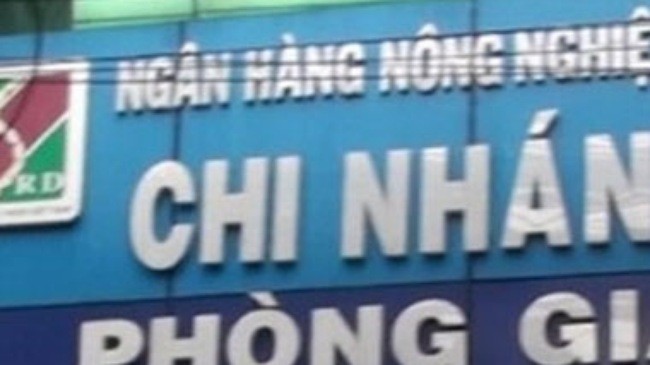 NGÂN HÀNG NÔNG NGHIỆ
CHI NHÁN
PHÒNG GIA